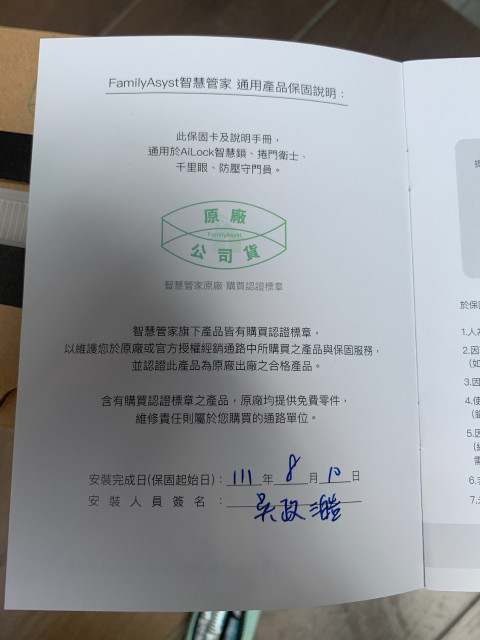 FamilyAsyst智慧管家 通用產品保固說明：
此保固卡及說明手冊，
適用於AiLock智慧鎖、捲門衛士、
千里眼、防壓守門員。
原廠
FamilyAsyst
公司貨
智慧管家原廠 購買認證標章
智慧管家旗下產品皆有購買認證標章，
以維護您於原廠或官方授權經銷通路中所購買之產品與保固服務，
並認證此產品為原廠出廠之合格產品。
含有購買認證標章之產品，原廠均提供免費零件，
維修責任則屬於您購買的通路單位。
安裝完成日(保固起始日)：111年8月10日
安裝人員簽名：吳政澔
於保
1.人
2.因
(如
3.因
4.使
5.因
需
6.
7.